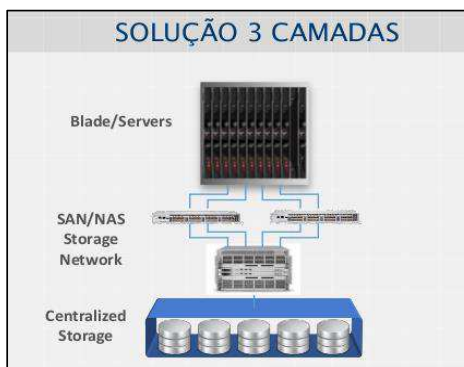 SOLUÇÃO 3 CAMADAS
Blade/Servers
SAN/NAS
Storage
Network
Centralized
Storage